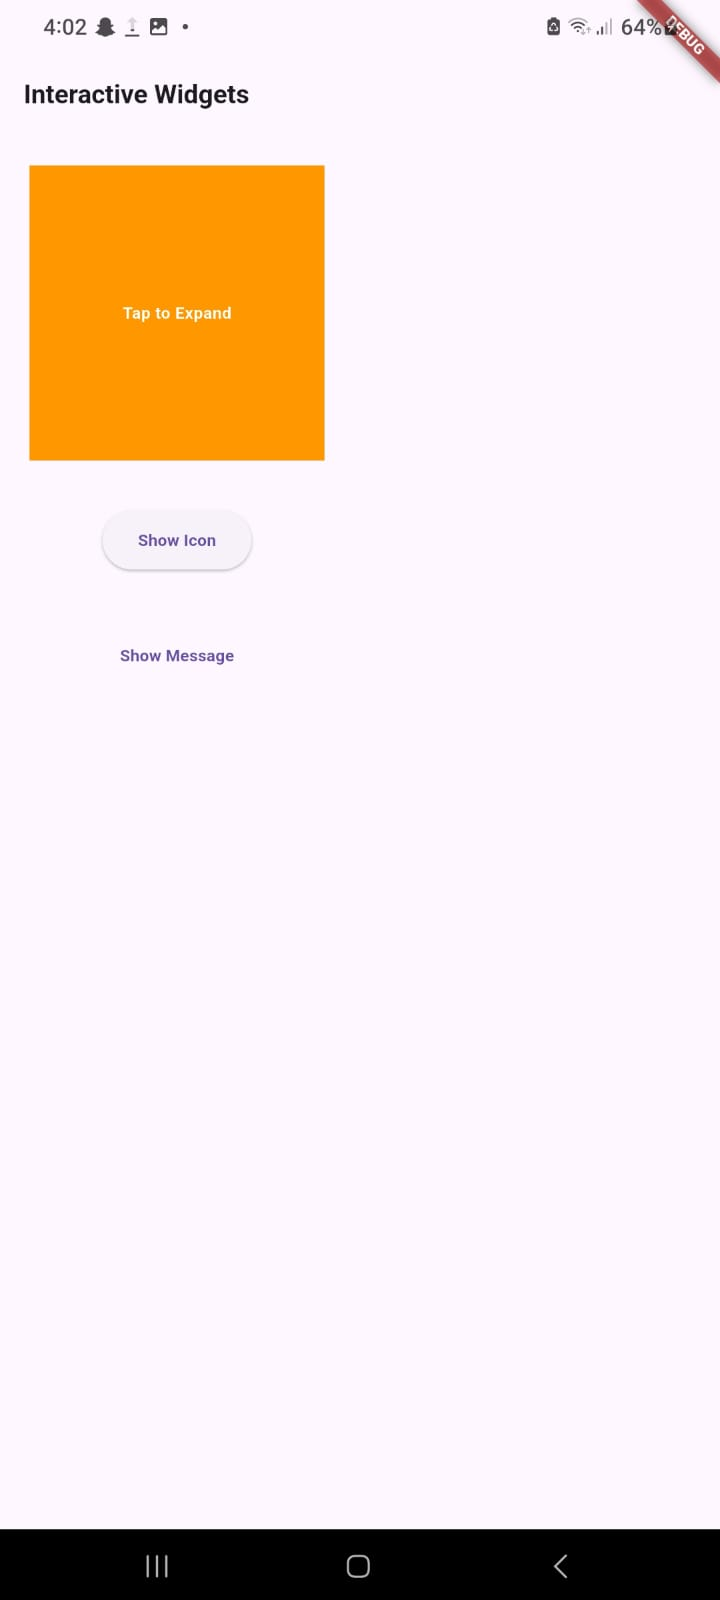 4:02 64%
DEBUG
Interactive Widgets
Tap to Expand
Show Icon
Show Message